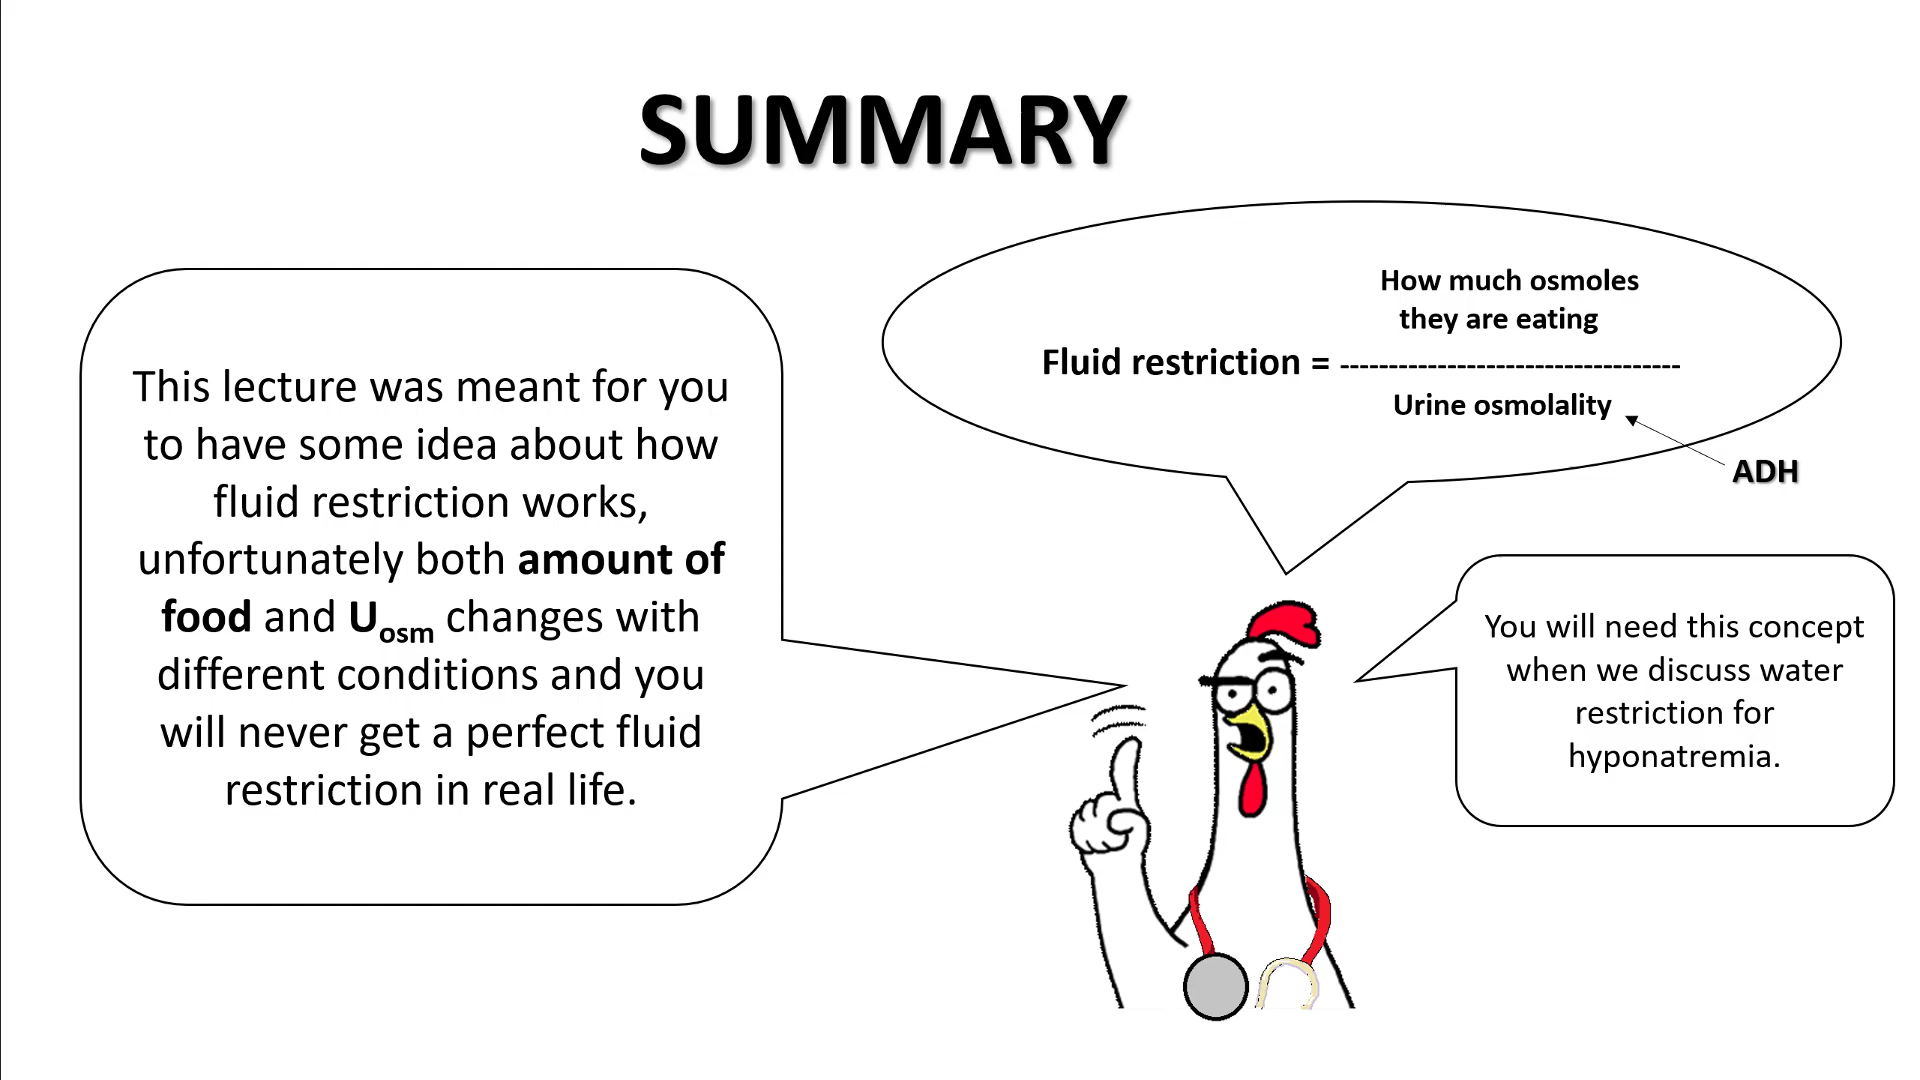 SUMMARY
This lecture was meant for you
to have some idea about how
fluid restriction works,
unfortunately both amount of
food and Uosm changes with
different conditions and you
will never get a perfect fluid
restriction in real life.
How much osmoles
they are eating
Fluid restriction = -----------------------------------
Urine osmolality
ADH
You will need this concept
when we discuss water
restriction for
hyponatremia.